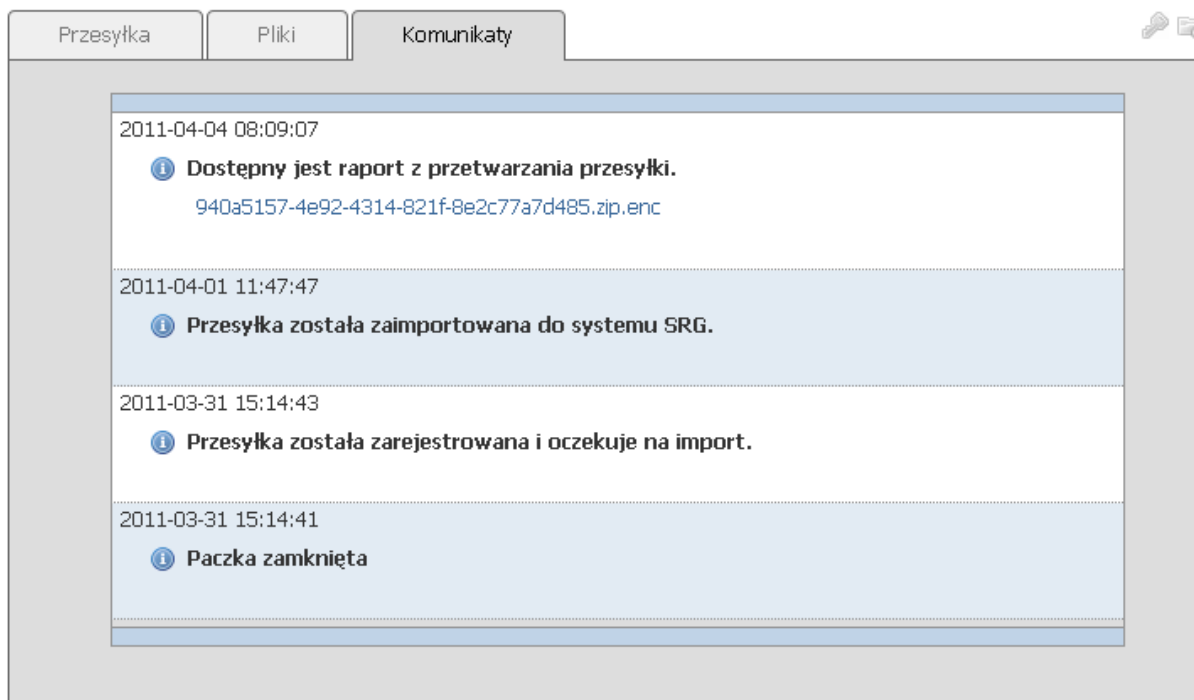 Przesyłka Pliki Komunikaty
2011-04-04 08:09:07
Dostępny jest raport z przetwarzania przesyłki.
940a5157-4e92-4314-821f-8e2c77a7d485.zip.enc
2011-04-01 11:47:47
Przesyłka została zaimportowana do systemu SRG.
2011-03-31 15:14:43
Przesyłka została zarejestrowana i oczekuje na import.
2011-03-31 15:14:41
Paczka zamknięta